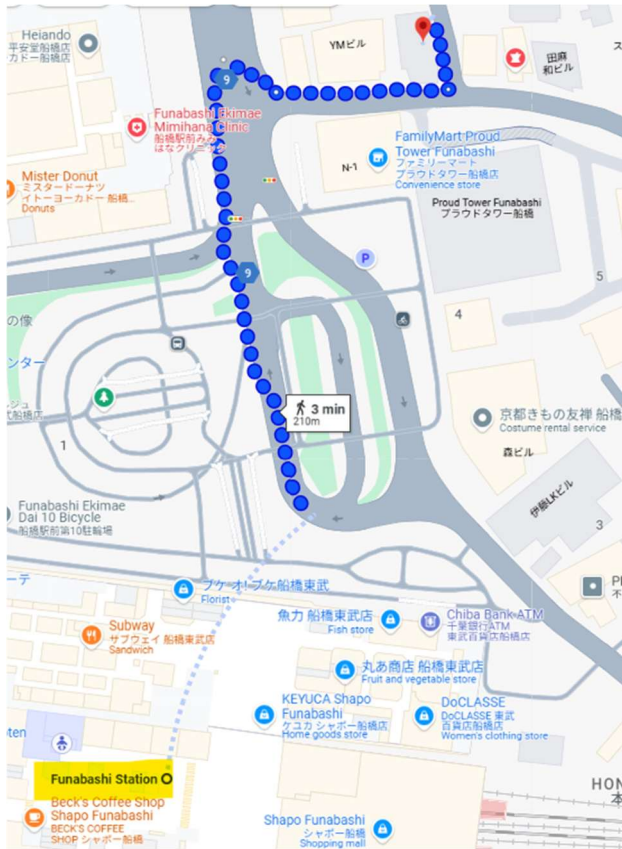 Heiando
平安堂船橋店
カドー船橋店
YMビル
田麻
和ビル
Funabashi Ekimae
Mimihana Clinic
船橋駅前みみ
はなクリニック
9
FamilyMart Proud
Tower Funabashi
ファミリーマート
プラウドタワー船橋店
Convenience store
N-1
Mister Donut
ミスタードーナツ
イトーヨーカドー 船橋...
Donuts
Proud Tower Funabashi
プラウドタワー船橋
P
9
5
4
の像
ンター
船橋店
3 min
210m
1
京都きもの友禅 船橋
Costume rental service
森ビル
伊藤LKビル
3
Funabashi Ekimae
Dai 10 Bicycle
船橋駅前第10駐輪場
ーデ
ブケ オ! ブケ船橋東武
Florist
Subway
サブウェイ 船橋東武店
Sandwich
魚力 船橋東武店
Fish store
Chiba Bank ATM
千葉銀行ATM
東武百貨店船橋店
丸あ商店 船橋東武店
Fruit and vegetable store
KEYUCA Shapo
Funabashi
ケユカ シャポー船橋店
Home goods store
DoCLASSE
DoCLASSE 東武
百貨店船橋店
Women's clothing store
oten
Funabashi Station
Beck's Coffee Shop
Shapo Funabashi
BECK'S COFFEE
SHOP シャポー船橋
Shapo Funabashi
シャポー船橋
Shopping mall
HON
本